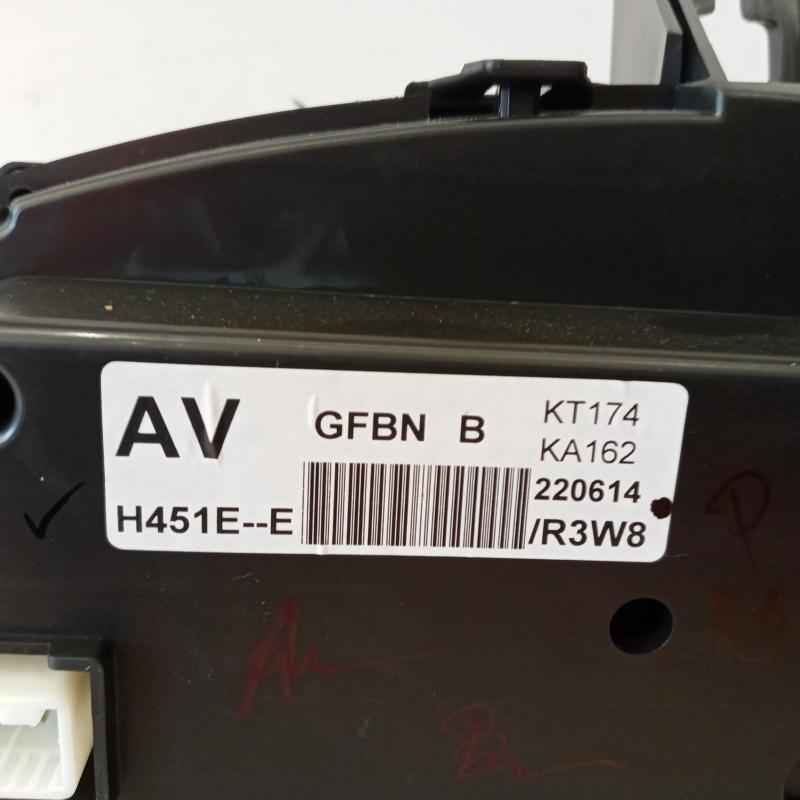 AV GFBN B KT174
KA162
220614
H451E--E /R3W8
P